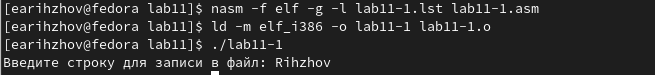 [earihzhov@fedora lab11]$ nasm -f elf -g -l lab11-1.lst lab11-1.asm
[earihzhov@fedora lab11]$ ld -m elf_i386 -o lab11-1 lab11-1.o
[earihzhov@fedora lab11]$ ./lab11-1
Введите строку для записи в файл: Rihzhov